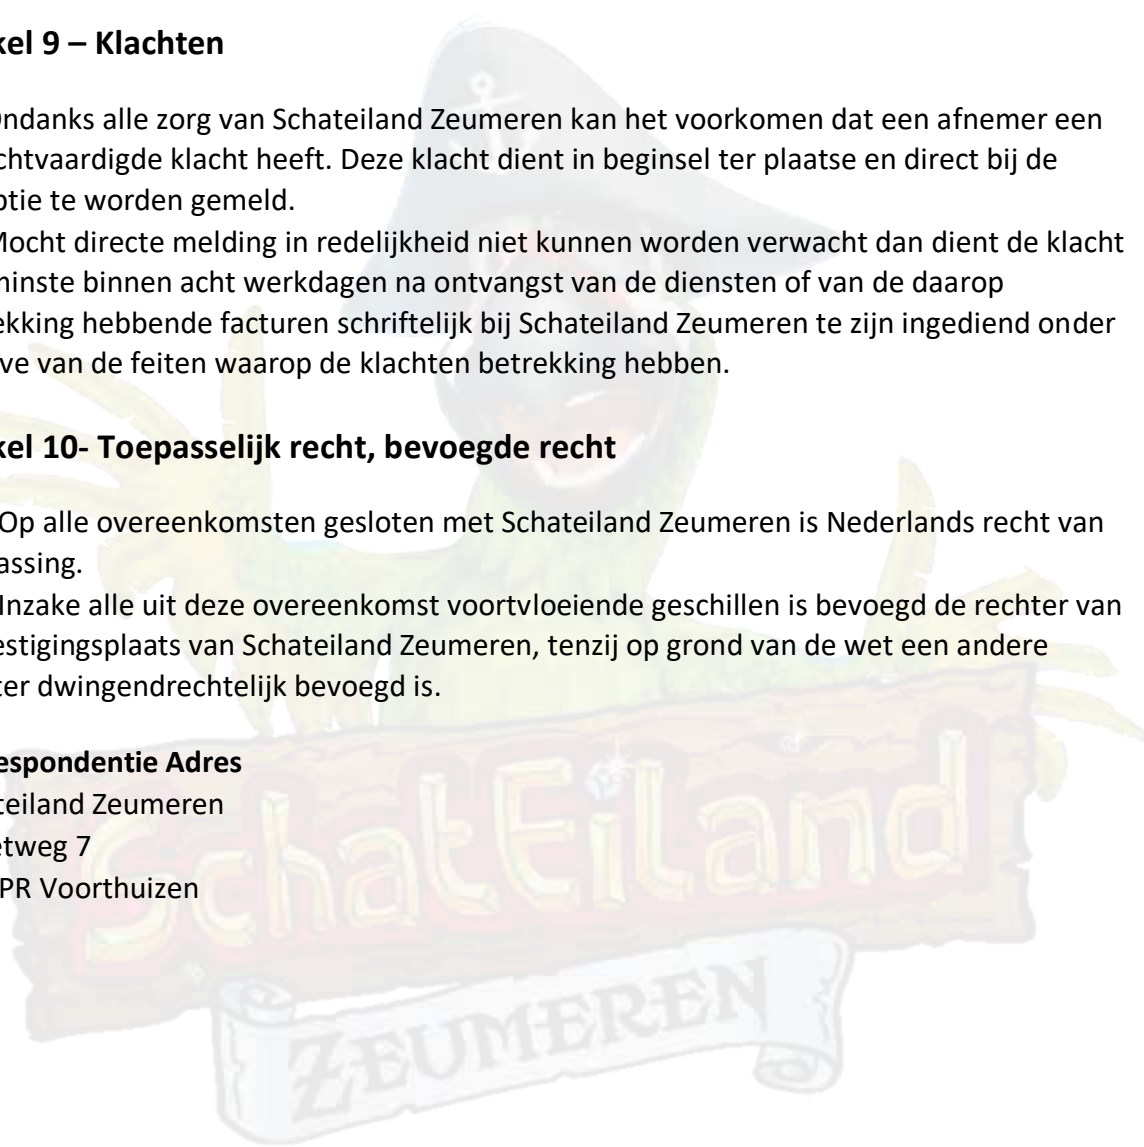 kel 9 – Klachten
Ondanks alle zorg van Schateiland Zeumeren kan het voorkomen dat een afnemer een
chtvaardigde klacht heeft. Deze klacht dient in beginsel ter plaatse en direct bij de
ptie te worden gemeld.
Mocht directe melding in redelijkheid niet kunnen worden verwacht dan dient de klacht
minste binnen acht werkdagen na ontvangst van de diensten of van de daarop
ekking hebbende facturen schriftelijk bij Schateiland Zeumeren te zijn ingediend onder
ve van de feiten waarop de klachten betrekking hebben.
kel 10- Toepasselijk recht, bevoegde recht
Op alle overeenkomsten gesloten met Schateiland Zeumeren is Nederlands recht van
assing.
Inzake alle uit deze overeenkomst voortvloeiende geschillen is bevoegd de rechter van
estigingsplaats van Schateiland Zeumeren, tenzij op grond van de wet een andere
ter dwingendrechtelijk bevoegd is.
espondentie Adres
teiland Zeumeren
etweg 7
PR Voorthuizen
SchatEiland
ZEUMEREN